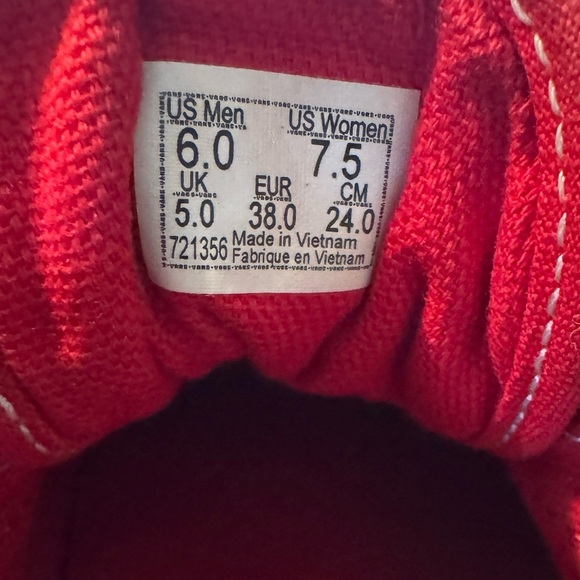 US Men US Women
6.0 7.5
UK EUR CM
5.0 38.0 24.0
721356 Made in Vietnam
Fabrique en Vietnam